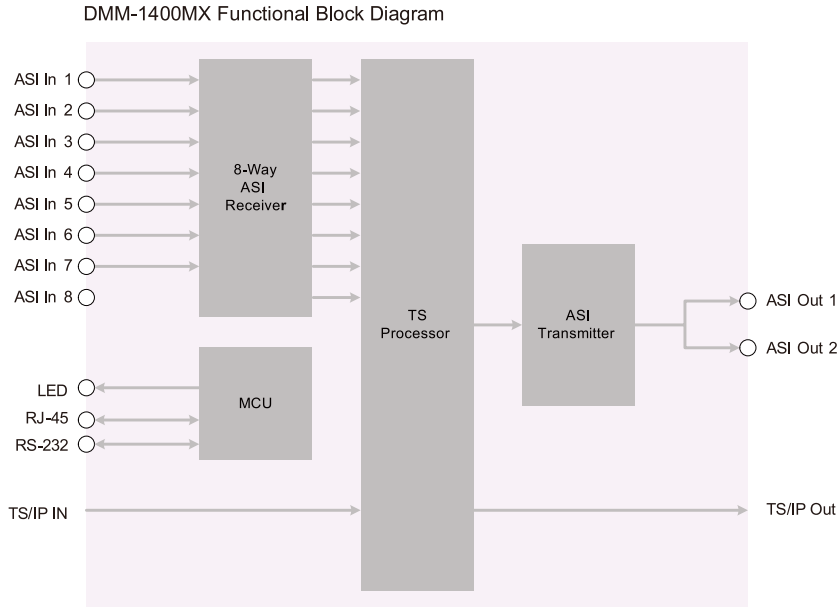 DMM-1400MX Functional Block Diagram
ASI In 1
ASI In 2
ASI In 3
ASI In 4
ASI In 5
ASI In 6
ASI In 7
ASI In 8
8-Way
ASI
Receiver
TS
Processor
ASI
Transmitter
ASI Out 1
ASI Out 2
LED
RJ-45
RS-232
MCU
TS/IP IN
TS/IP Out